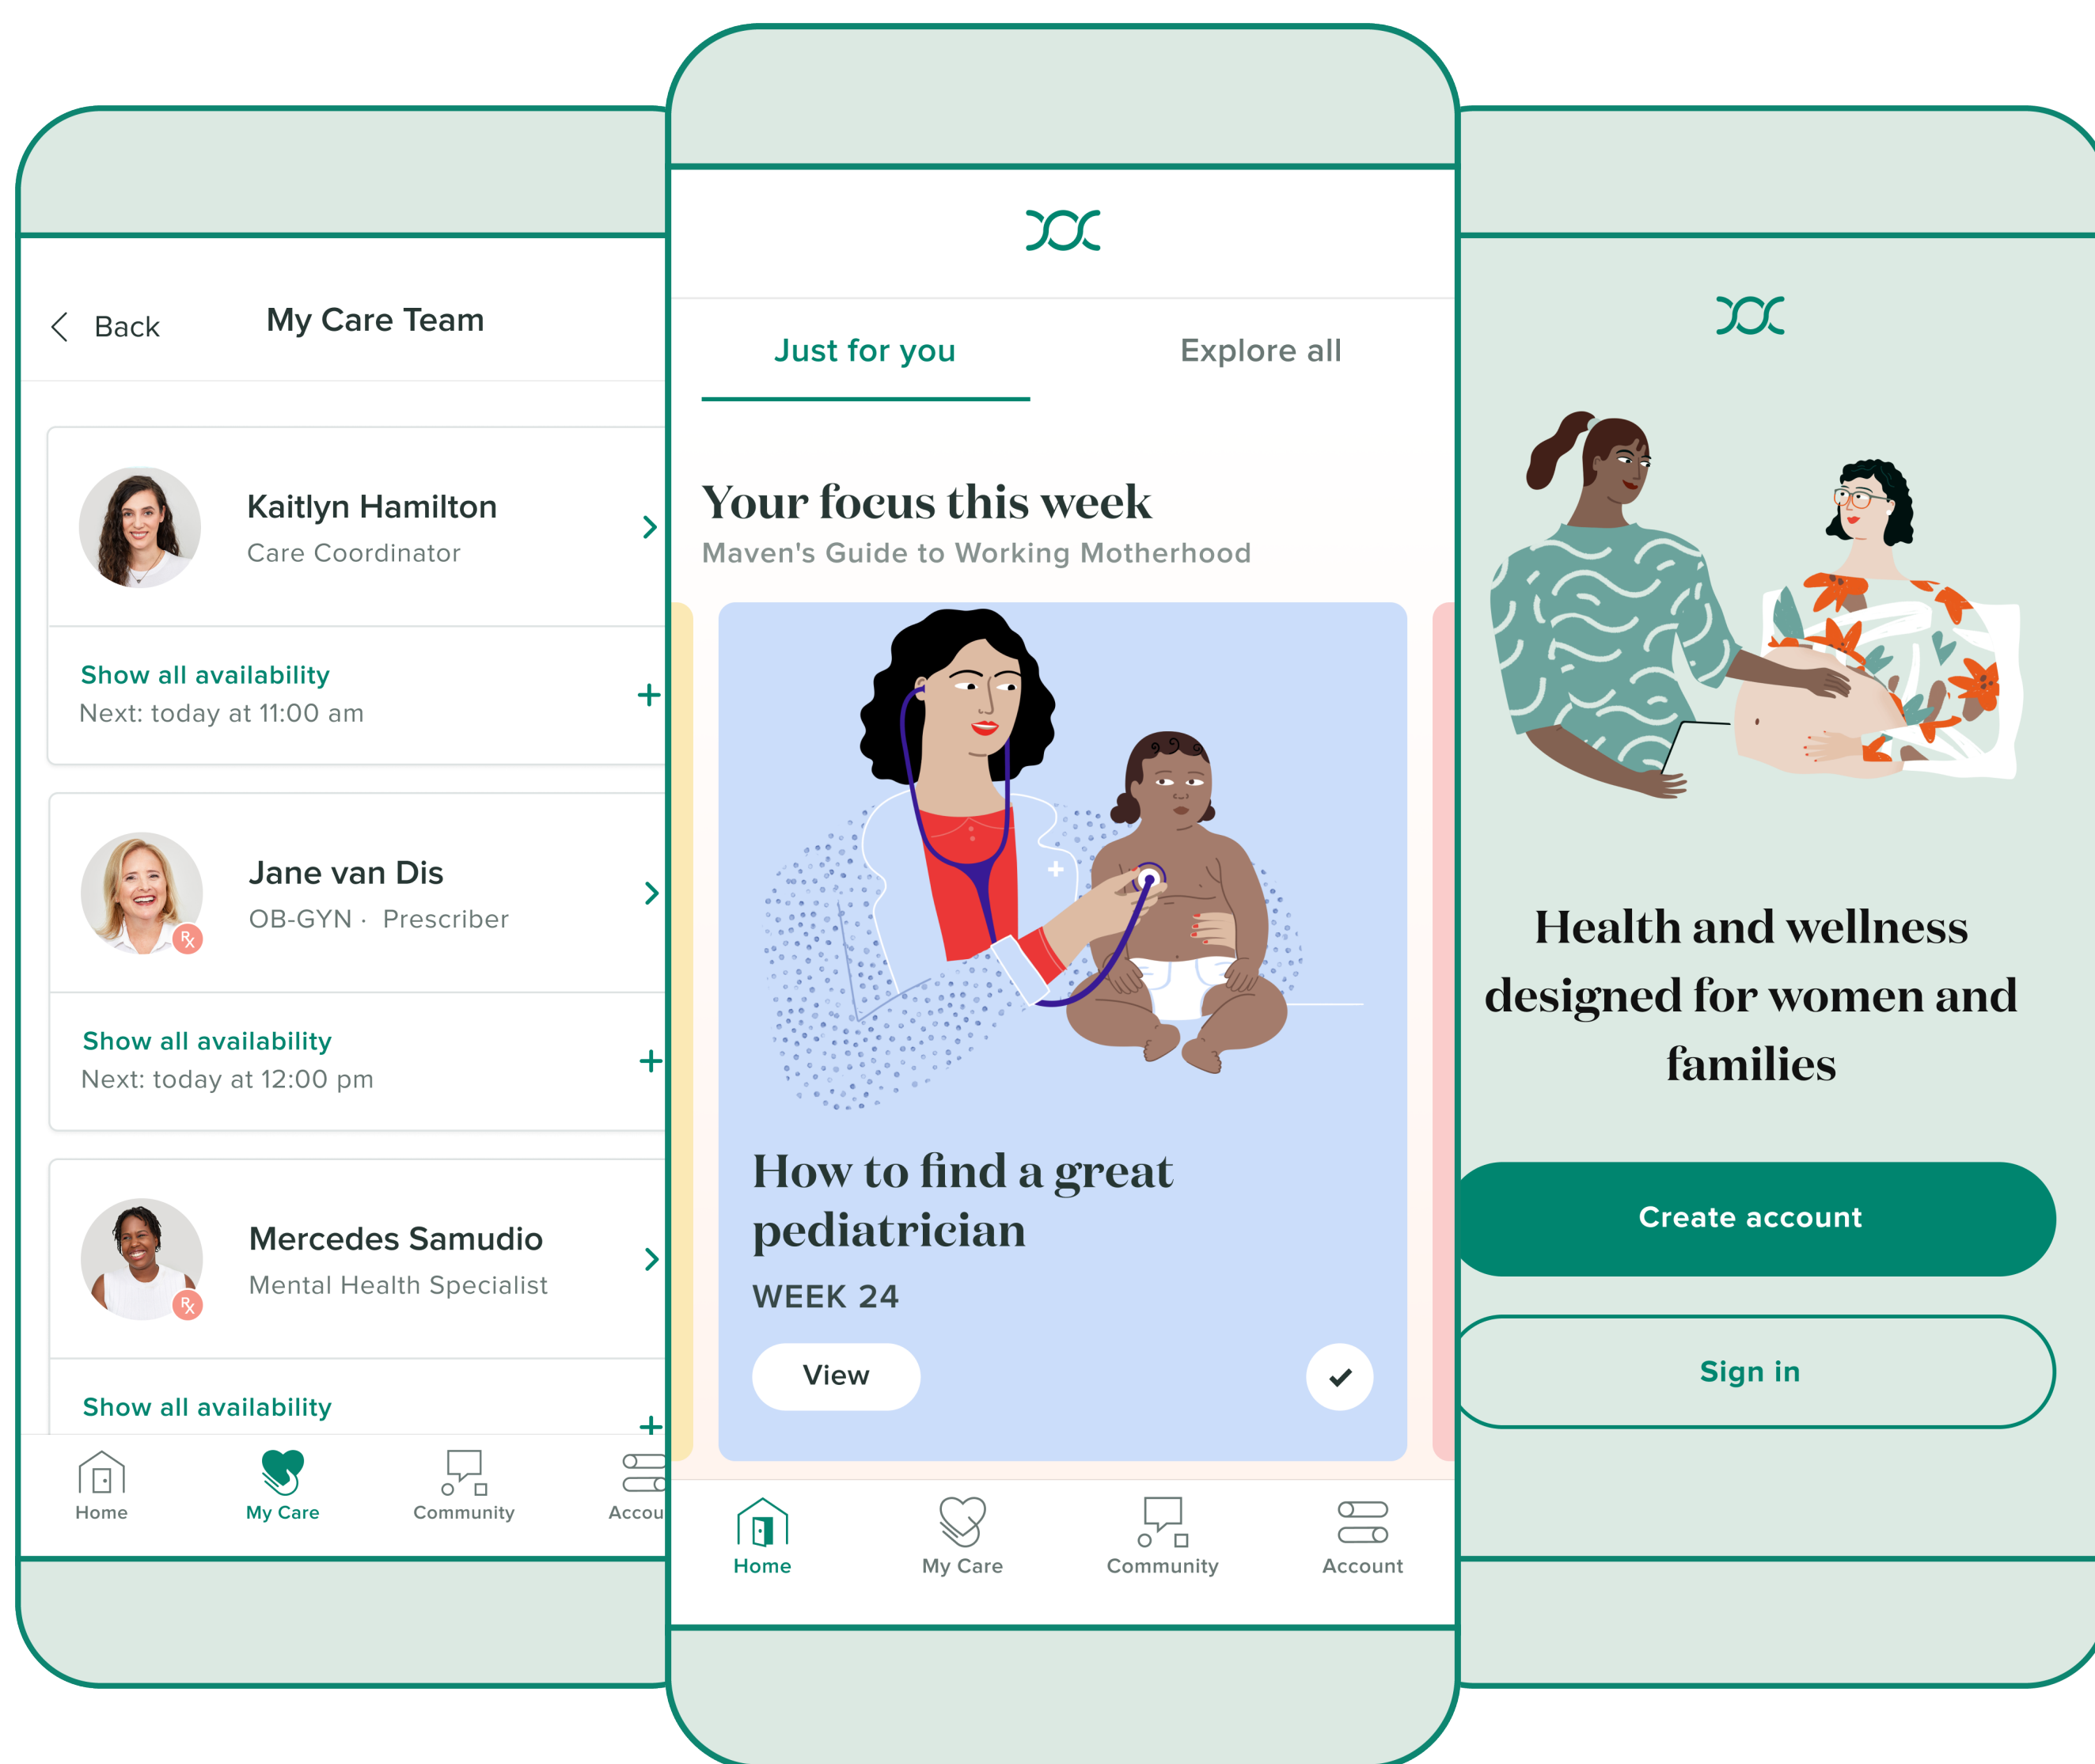 Back
My Care Team
Kaitlyn Hamilton
Care Coordinator
Show all availability
Next: today at 11:00 am
Jane van Dis
OB-GYN · Prescriber
Rx
Show all availability
Next: today at 12:00 pm
Mercedes Samudio
Mental Health Specialist
Rx
Show all availability
Home
My Care
Community
Accou
Just for you
Explore all
Your focus this week
Maven's Guide to Working Motherhood
How to find a great
pediatrician
WEEK 24
View
Home
My Care
Community
Account
Health and wellness
designed for women and
families
Create account
Sign in